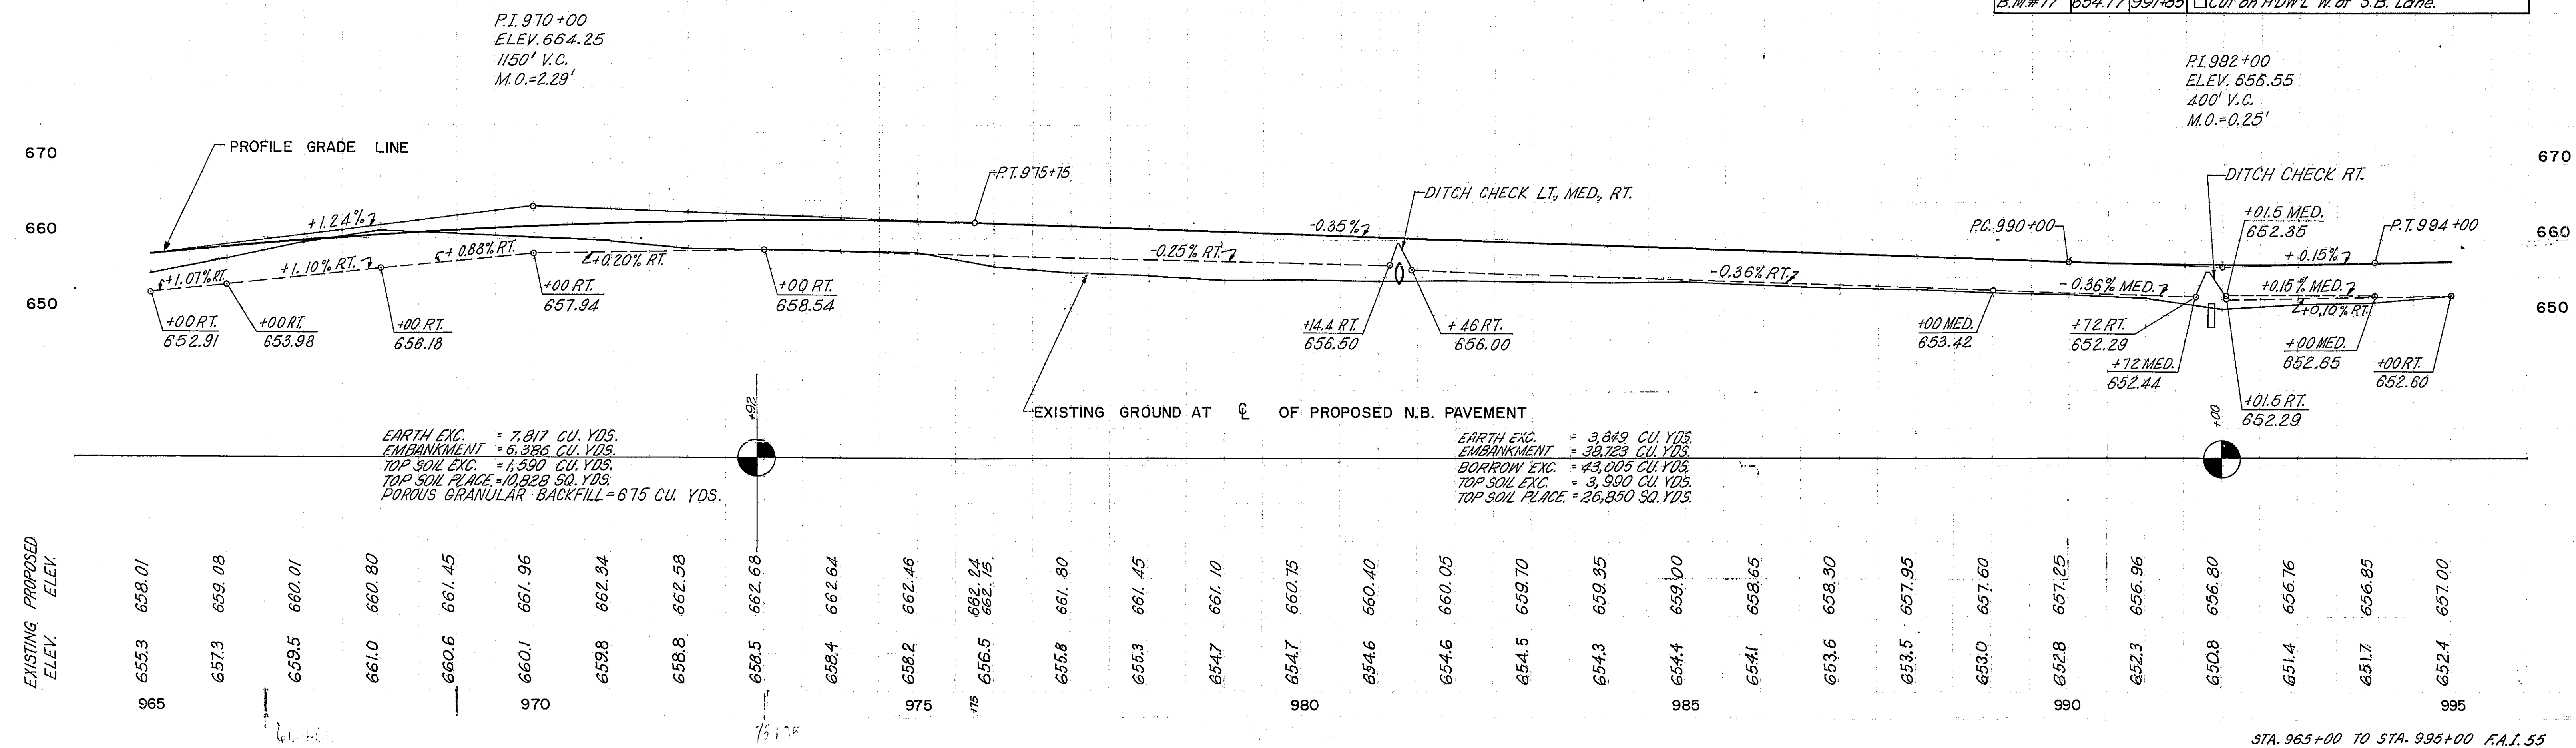 B.M.#17 654.77 991+65 □ Cut on HDWL W. of S.B. Lane.
P.I. 970+00
ELEV. 664.25
1150' V.C.
M.O.=2.29'
P.I. 992+00
ELEV. 656.55
400' V.C.
M.O.=0.25'
670
PROFILE GRADE LINE
670
P.T. 975+75
DITCH CHECK LT., MED., RT.
DITCH CHECK RT.
660
+1.24%
-0.35%
P.C. 990+00
+01.5 MED.
652.35
P.T. 994+00
660
+0.15%
+1.07% RT.
+1.10% RT.
+0.88% RT.
+0.20% RT.
-0.25% RT.
-0.36% RT.
-0.36% MED.
+0.15% MED.
+0.10% RT.
650
650
+00 RT.
652.91
+00 RT.
653.98
+00 RT.
656.18
+00 RT.
657.94
+00 RT.
658.54
+14.4 RT.
656.50
+46 RT.
656.00
+00 MED.
653.42
+72 RT.
652.29
+72 MED.
652.44
+00 MED.
652.65
+00 RT.
652.60
+01.5 RT.
652.29
EXISTING GROUND AT ℄ OF PROPOSED N.B. PAVEMENT
+92
+00
EARTH EXC. = 7,817 CU. YDS.
EMBANKMENT = 6,386 CU. YDS.
TOP SOIL EXC. = 1,590 CU. YDS.
TOP SOIL PLACE. = 10,828 SQ. YDS.
POROUS GRANULAR BACKFILL = 675 CU. YDS.
EARTH EXC. = 3,849 CU. YDS.
EMBANKMENT = 38,723 CU. YDS.
BORROW EXC. = 43,005 CU. YDS.
TOP SOIL EXC. = 3,990 CU. YDS.
TOP SOIL PLACE. = 26,850 SQ. YDS.
PROPOSED ELEV. 658.01 659.08 660.01 660.80 661.45 661.96 662.34 662.58 662.68 662.64 662.46 662.24 662.15 661.80 661.45 661.10 660.75 660.40 660.05 659.70 659.35 659.00 658.65 658.30 657.95 657.60 657.25 656.96 656.80 656.76 656.85 657.00
EXISTING ELEV. 655.3 657.3 659.5 661.0 660.6 660.1 659.8 658.8 658.5 658.4 658.2 656.5 655.8 655.3 654.7 654.7 654.6 654.6 654.5 654.3 654.4 654.1 653.6 653.5 653.0 652.8 652.3 650.8 651.4 651.7 652.4
965 970 975 +75 980 985 990 995
STA. 965+00 TO STA. 995+00 F.A.I. 55